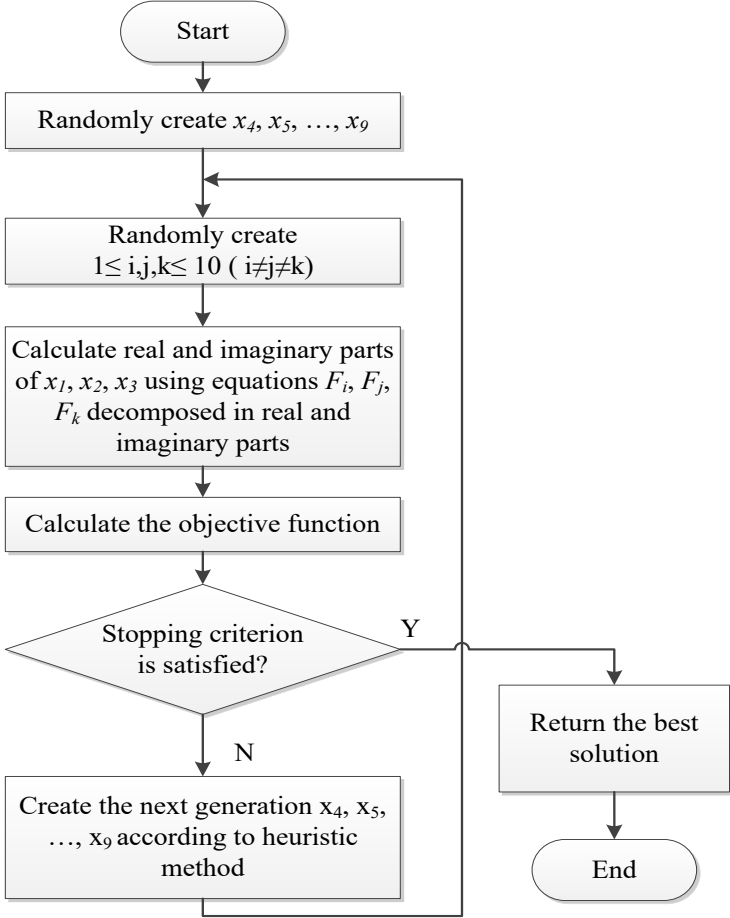 Start
Randomly create x₄, x₅, …, x₉
Randomly create
1≤ i,j,k≤ 10 ( i≠j≠k)
Calculate real and imaginary parts
of x₁, x₂, x₃ using equations Fᵢ, Fⱼ,
Fₖ decomposed in real and
imaginary parts
Calculate the objective function
Stopping criterion
is satisfied?
Y
N
Return the best
solution
Create the next generation x₄, x₅,
…, x₉ according to heuristic
method
End